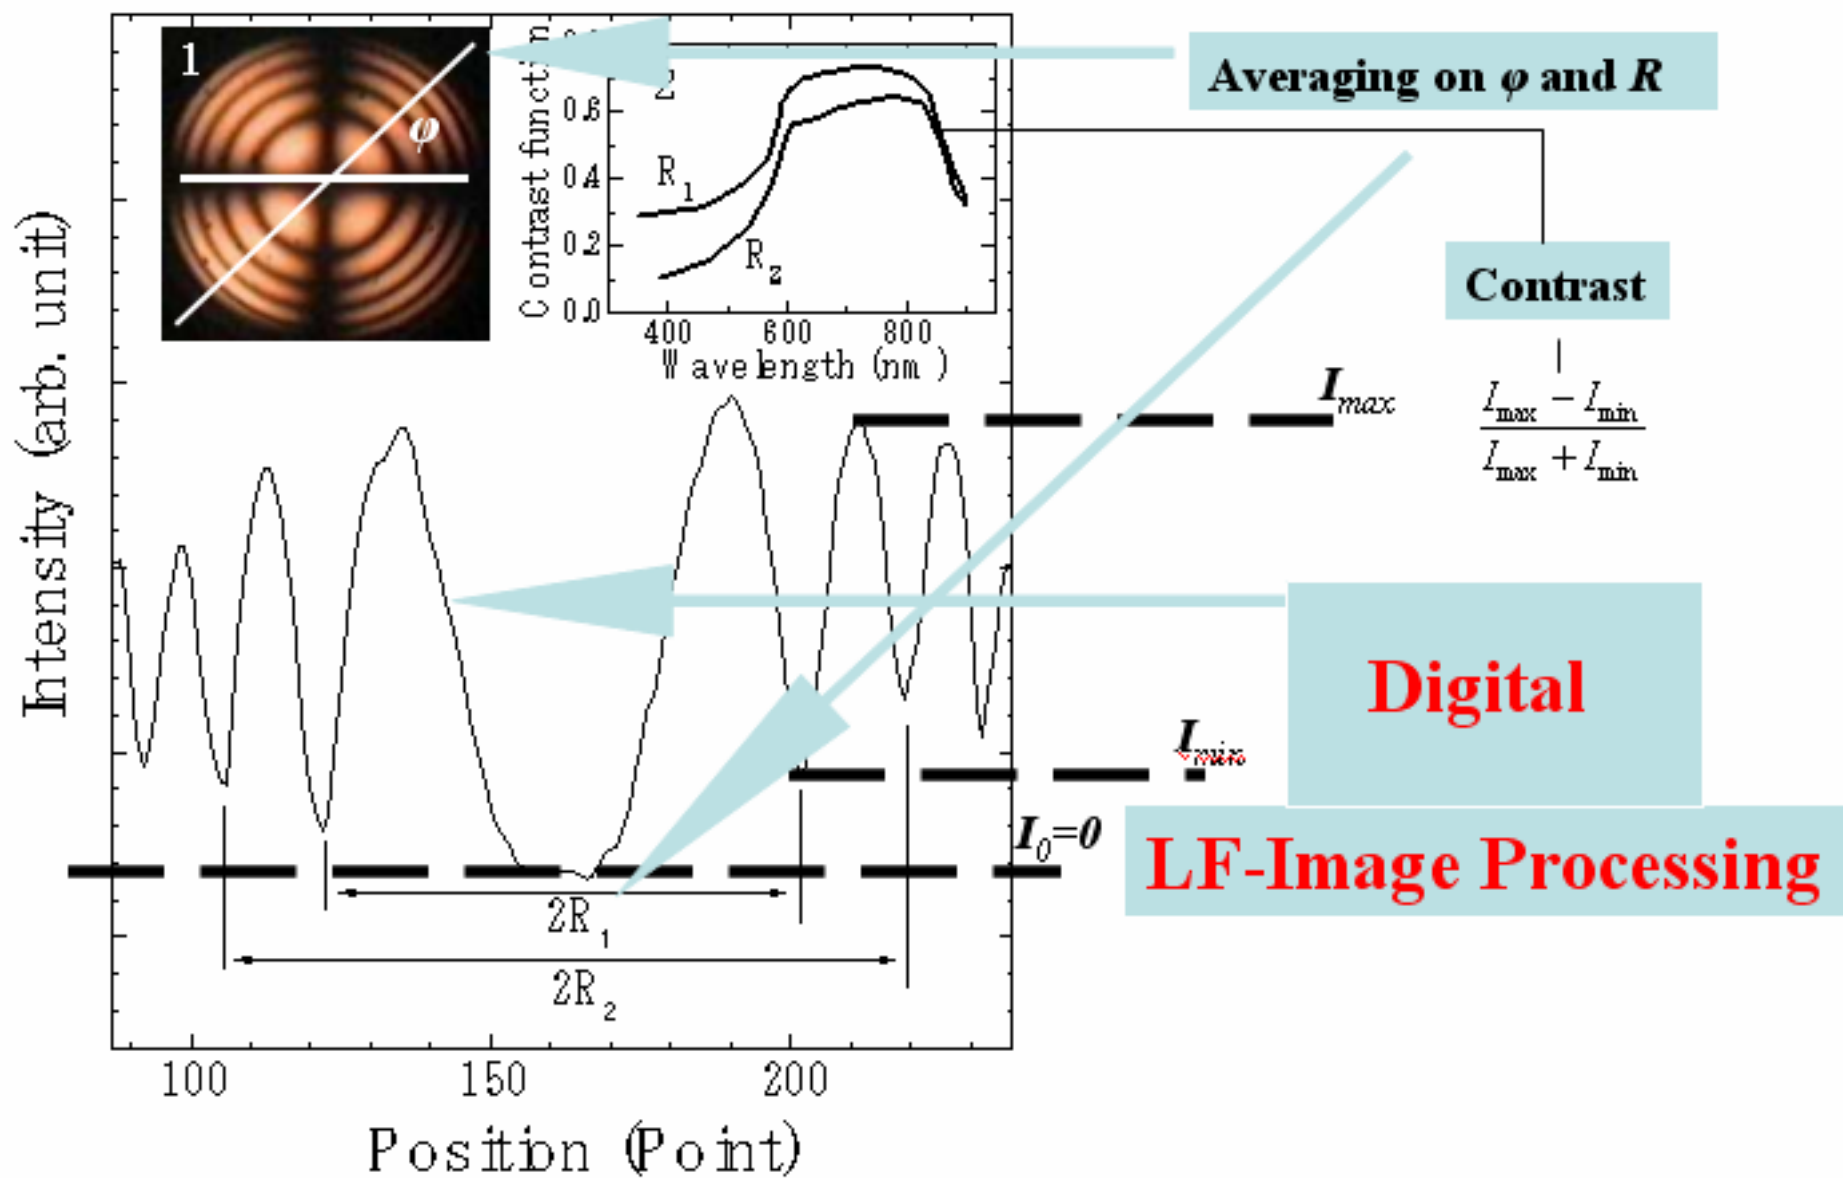 1
φ
Contrast function
2
0.6
0.4
0.2
0.0
R1
R2
400 600 800
Wavelength (nm)
Averaging on φ and R
Contrast
Imax
Imax − Imin
Imax + Imin
Intensity (arb. unit)
Digital
Imin
I0=0
LF-Image Processing
2R1
2R2
100 150 200
Position (Point)